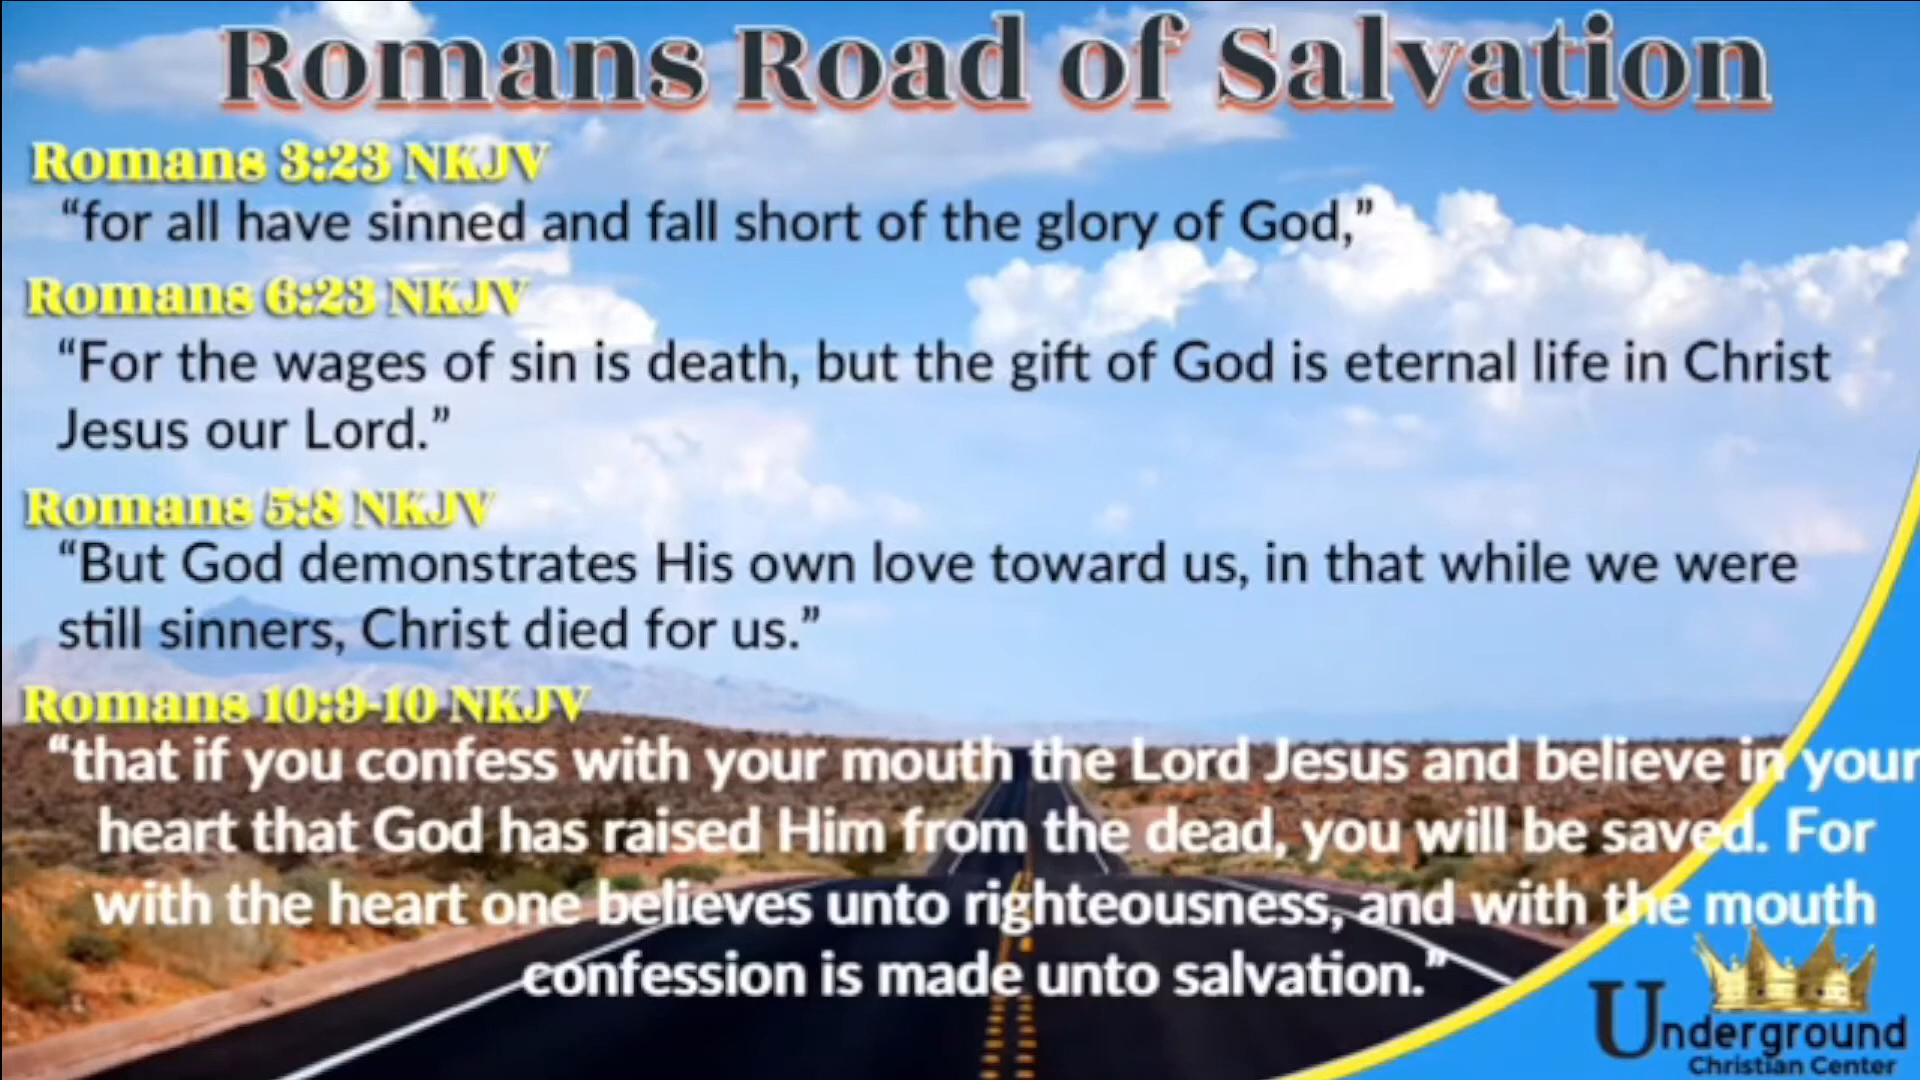 Romans Road of Salvation
Romans 3:23 NKJV
“for all have sinned and fall short of the glory of God,”
Romans 6:23 NKJV
“For the wages of sin is death, but the gift of God is eternal life in Christ
Jesus our Lord.”
Romans 5:8 NKJV
“But God demonstrates His own love toward us, in that while we were
still sinners, Christ died for us.”
Romans 10:9-10 NKJV
“that if you confess with your mouth the Lord Jesus and believe in your
heart that God has raised Him from the dead, you will be saved. For
with the heart one believes unto righteousness, and with the mouth
confession is made unto salvation.”
Underground
Christian Center